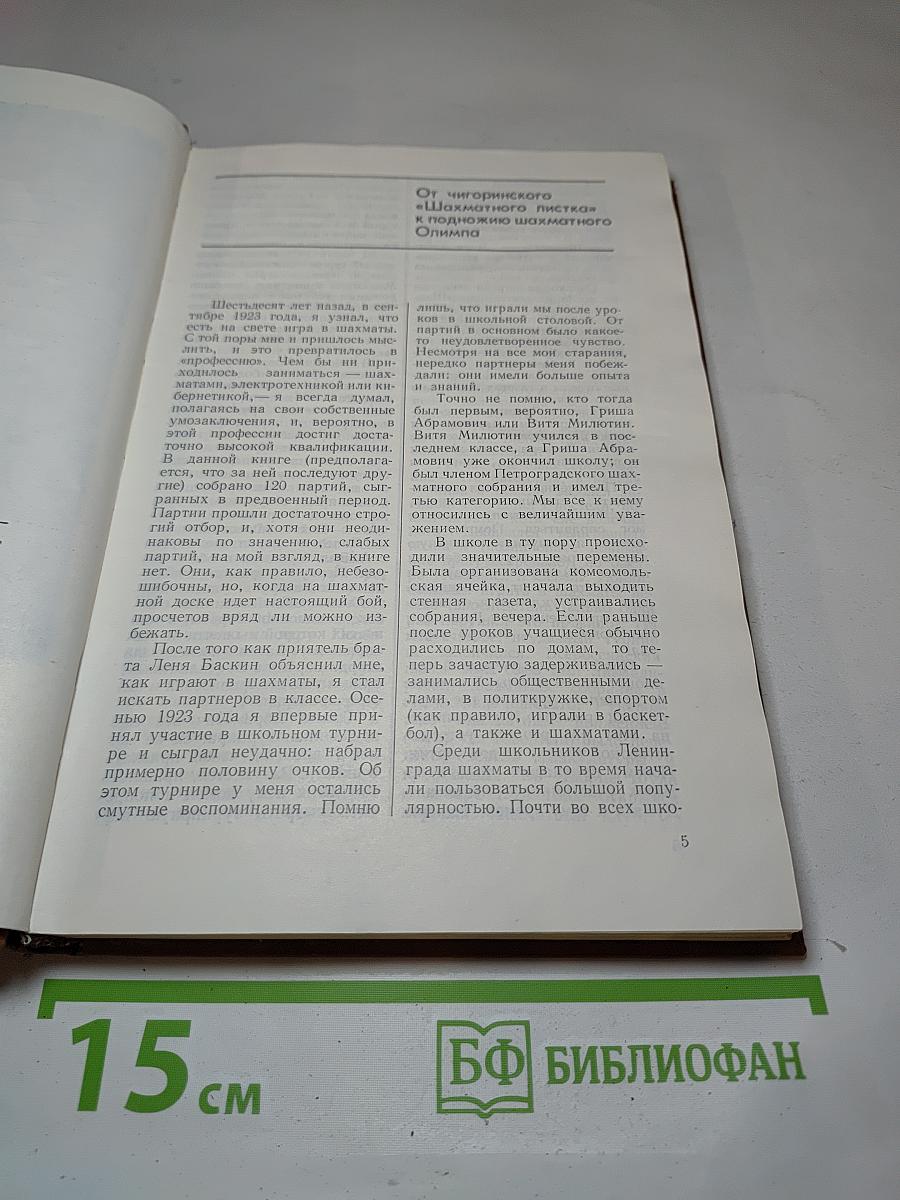 От чигоринского
«Шахматного листка»
к подножию шахматного
Олимпа
Шестьдесят лет назад, в сен-
тябре 1923 года, я узнал, что
есть на свете игра в шахматы.
С той поры мне и пришлось мыс-
лить, и это превратилось в
«профессию». Чем бы ни при-
ходилось заниматься — шах-
матами, электротехникой или ки-
бернетикой,— я всегда думал,
полагаясь на свои собственные
умозаключения, и, вероятно, в
этой профессии достиг доста-
точно высокой квалификации.
В данной книге (предполага-
ется, что за ней последуют дру-
гие) собрано 120 партий, сыг-
ранных в предвоенный период.
Партии прошли достаточно стро-
гий отбор, и, хотя они неоди-
наковы по значению, слабых
партий, на мой взгляд, в книге
нет. Они, как правило, небезо-
шибочны, но, когда на шахмат-
ной доске идет настоящий бой,
просчетов вряд ли можно из-
бежать.
После того как приятель бра-
та Леня Баскин объяснил мне,
как играют в шахматы, я стал
искать партнеров в классе. Осе-
нью 1923 года я впервые при-
нял участие в школьном турни-
ре и сыграл неудачно: набрал
примерно половину очков. Об
этом турнире у меня остались
смутные воспоминания. Помню
лишь, что играли мы после уро-
ков в школьной столовой. От
партий в основном было какое-
то неудовлетворенное чувство.
Несмотря на все мои старания,
нередко партнеры меня побеж-
дали: они имели больше опыта
и знаний.
Точно не помню, кто тогда
был первым, вероятно, Гриша
Абрамович или Витя Милютин.
Витя Милютин учился в пос-
леднем классе, а Гриша Абра-
мович уже окончил школу; он
был членом Петроградского шах-
матного собрания и имел тре-
тью категорию. Мы все к нему
относились с величайшим ува-
жением.
В школе в ту пору происхо-
дили значительные перемены.
Была организована комсомоль-
ская ячейка, начала выходить
стенная газета, устраивались
собрания, вечера. Если раньше
после уроков учащиеся обычно
расходились по домам, то те-
перь зачастую задерживались —
занимались общественными де-
лами, в политкружке, спортом
(как правило, играли в баскет-
бол), а также и шахматами.
Среди школьников Ленин-
града шахматы в то время нача-
ли пользоваться большой попу-
лярностью. Почти во всех шко-
5
15 см
БФ БИБЛИОФАН